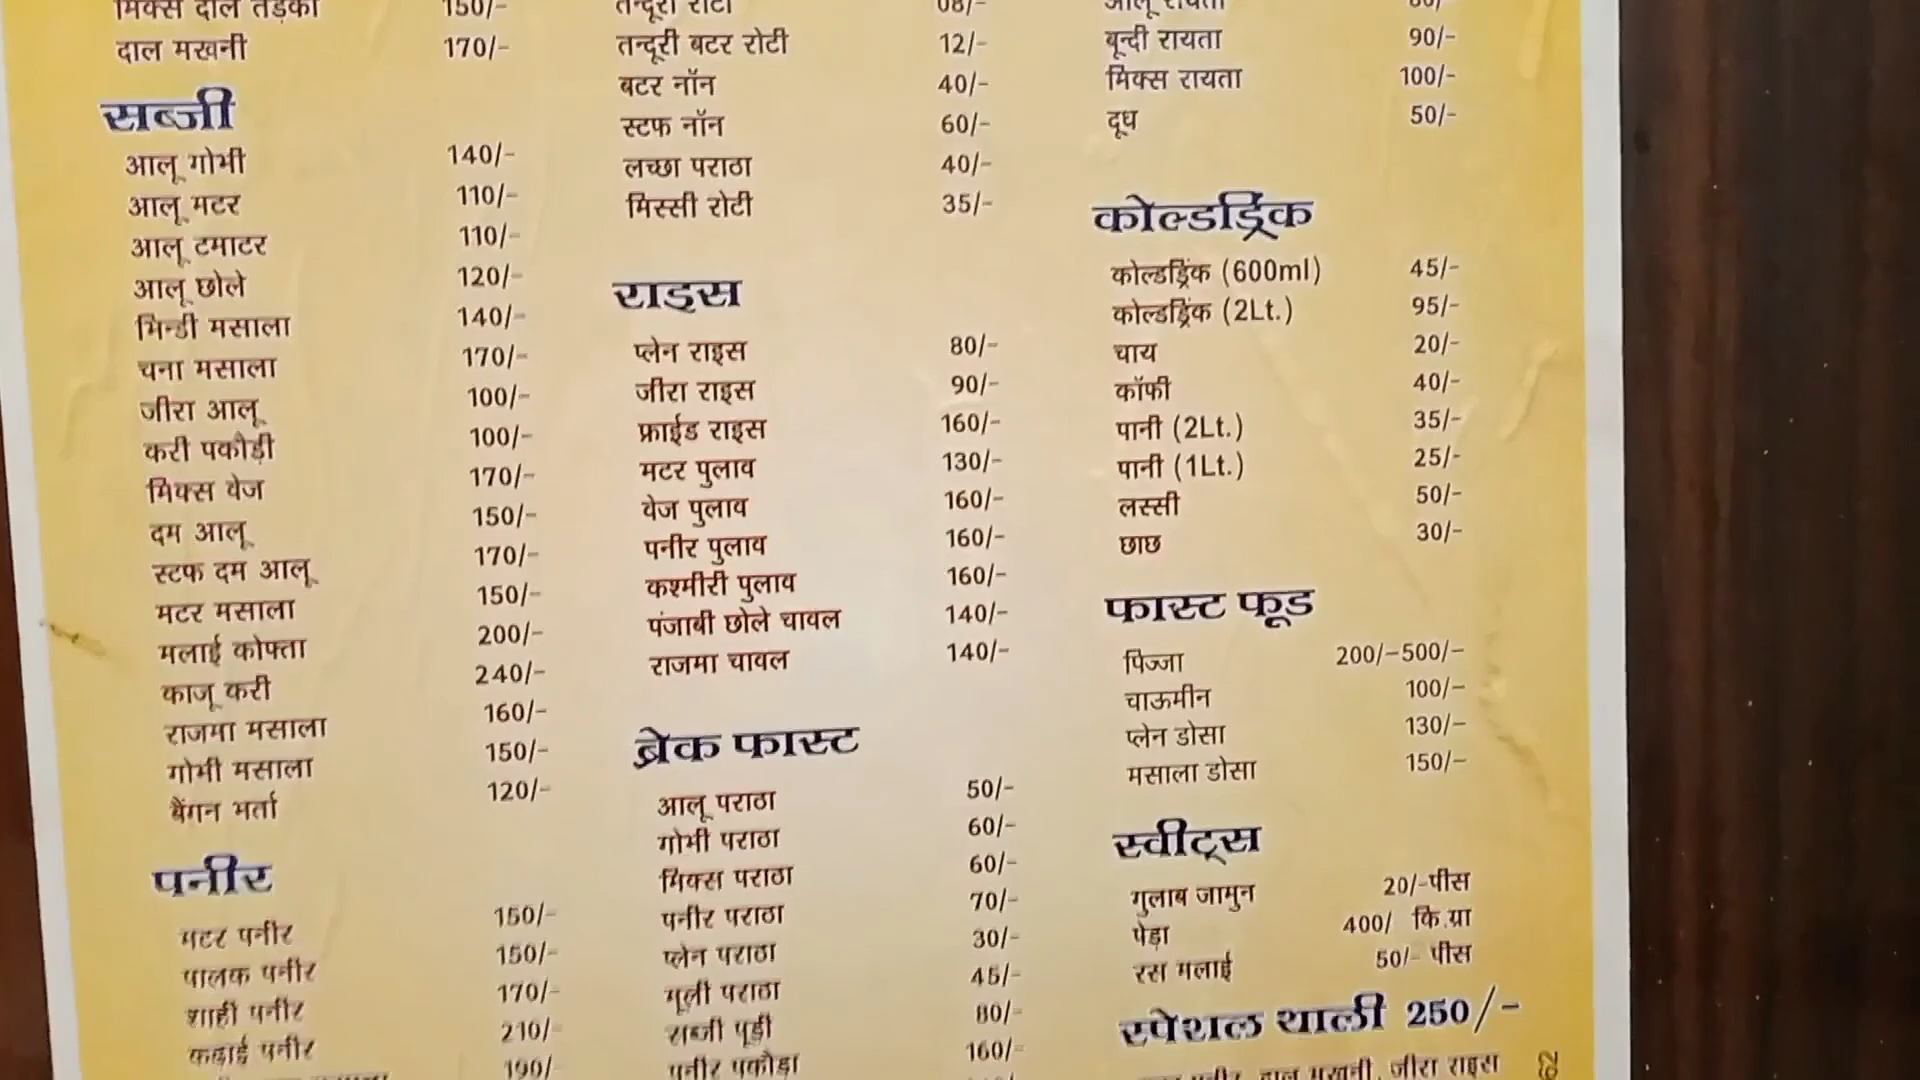 मिक्स दाल तड़का 150/-
दाल मखनी 170/-
सब्जी
आलू गोभी 140/-
आलू मटर 110/-
आलू टमाटर 110/-
आलू छोले 120/-
भिन्डी मसाला 140/-
चना मसाला 170/-
जीरा आलू 100/-
करी पकौड़ी 100/-
मिक्स वेज 170/-
दम आलू 150/-
स्टफ दम आलू 170/-
मटर मसाला 150/-
मलाई कोफ्ता 200/-
काजू करी 240/-
राजमा मसाला 160/-
गोभी मसाला 150/-
बैंगन भर्ता 120/-
पनीर
मटर पनीर 150/-
पालक पनीर 150/-
शाही पनीर 170/-
कढ़ाई पनीर 210/-
190/-
तन्दूरी रोटी 08/-
तन्दूरी बटर रोटी 12/-
बटर नॉन 40/-
स्टफ नॉन 60/-
लच्छा पराठा 40/-
मिस्सी रोटी 35/-
राइस
प्लेन राइस 80/-
जीरा राइस 90/-
फ्राईड राइस 160/-
मटर पुलाव 130/-
वेज पुलाव 160/-
पनीर पुलाव 160/-
कश्मीरी पुलाव 160/-
पंजाबी छोले चावल 140/-
राजमा चावल 140/-
ब्रेक फास्ट
आलू पराठा 50/-
गोभी पराठा 60/-
मिक्स पराठा 60/-
पनीर पराठा 70/-
प्लेन पराठा 30/-
मूली पराठा 45/-
सब्जी पूड़ी 80/-
पनीर पकौड़ा 160/-
आलू रायता
बून्दी रायता 90/-
मिक्स रायता 100/-
दूध 50/-
कोल्डड्रिंक
कोल्डड्रिंक (600ml) 45/-
कोल्डड्रिंक (2Lt.) 95/-
चाय 20/-
कॉफी 40/-
पानी (2Lt.) 35/-
पानी (1Lt.) 25/-
लस्सी 50/-
छाछ 30/-
फास्ट फूड
पिज्जा 200/-500/-
चाऊमीन 100/-
प्लेन डोसा 130/-
मसाला डोसा 150/-
स्वीट्स
गुलाब जामुन 20/-पीस
पेड़ा 400/ कि.ग्रा
रस मलाई 50/- पीस
स्पेशल थाली 250/-
पनीर, दाल मखनी, जीरा राइस